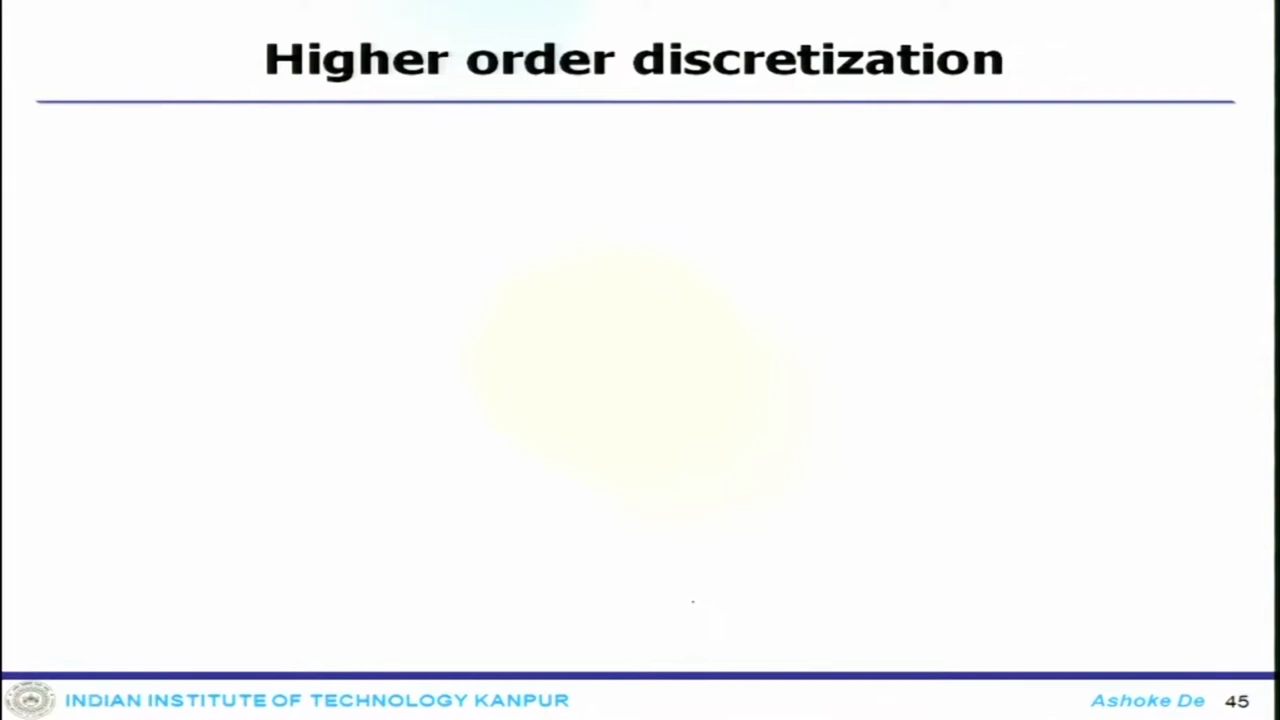 Higher order discretization
INDIAN INSTITUTE OF TECHNOLOGY KANPUR
Ashoke De 45